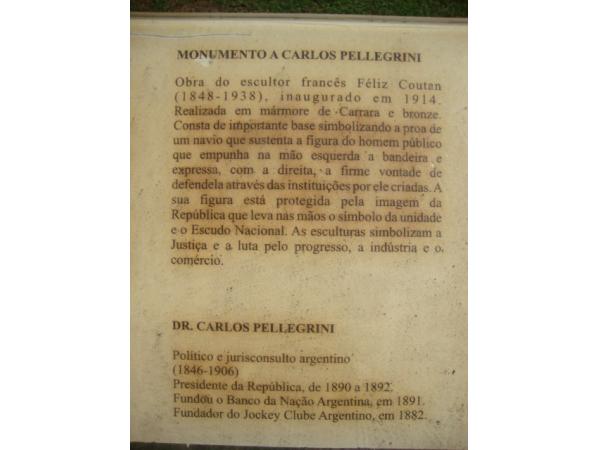 MONUMENTO A CARLOS PELLEGRINI
Obra do escultor francês Féliz Coutan
(1848-1938), inaugurado em 1914.
Realizada em mármore de Carrara e bronze.
Consta de importante base simbolizando a proa de
um navio que sustenta a figura do homem público
que empunha na mão esquerda a bandeira e
expressa, com a direita, a firme vontade de
defendela através das instituições por ele criadas. A
sua figura está protegida pela imagem da
República que leva nas mãos o símbolo da unidade
e o Escudo Nacional. As esculturas simbolizam a
Justiça e a luta pelo progresso, a indústria e o
comércio.
DR. CARLOS PELLEGRINI
Político e jurisconsulto argentino
(1846-1906)
Presidente da República, de 1890 a 1892.
Fundou o Banco da Nação Argentina, em 1891.
Fundador do Jockey Clube Argentino, em 1882.